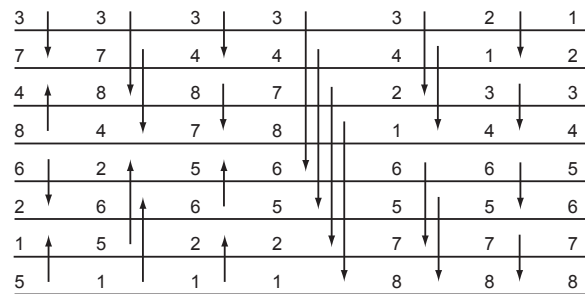 3 3 3 3 3 2 1
7 7 4 4 4 1 2
4 8 8 7 2 3 3
8 4 7 8 1 4 4
6 2 5 6 6 6 5
2 6 6 5 5 5 6
1 5 2 2 7 7 7
5 1 1 1 8 8 8